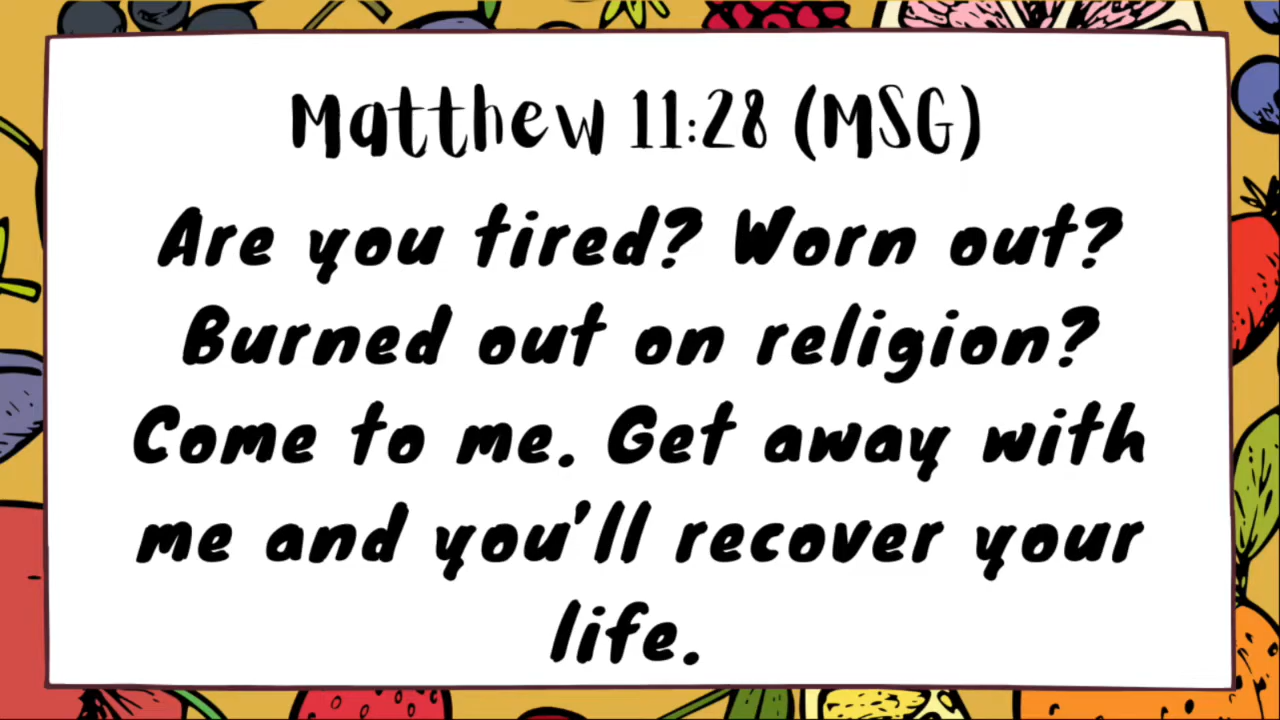 Matthew 11:28 (MSG)
Are you tired? Worn out?
Burned out on religion?
Come to me. Get away with
me and you'll recover your
life.